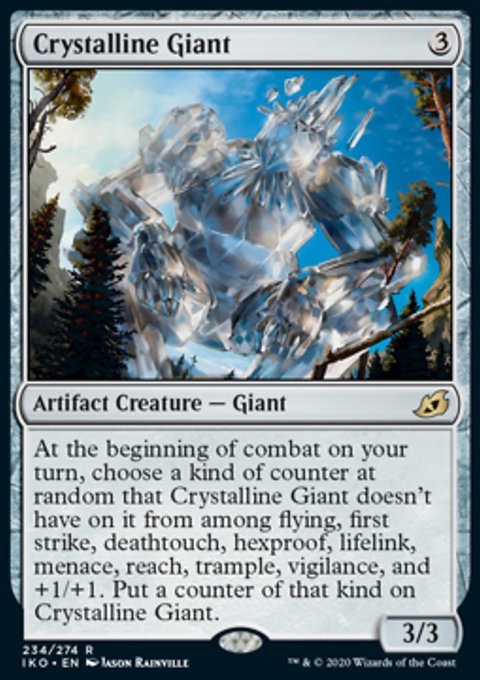 Crystalline Giant 3
Artifact Creature — Giant
At the beginning of combat on your
turn, choose a kind of counter at
random that Crystalline Giant doesn't
have on it from among flying, first
strike, deathtouch, hexproof, lifelink,
menace, reach, trample, vigilance, and
+1/+1. Put a counter of that kind on
Crystalline Giant.
3/3
234/274 R
IKO • EN Jason Rainville ™ & © 2020 Wizards of the Coast